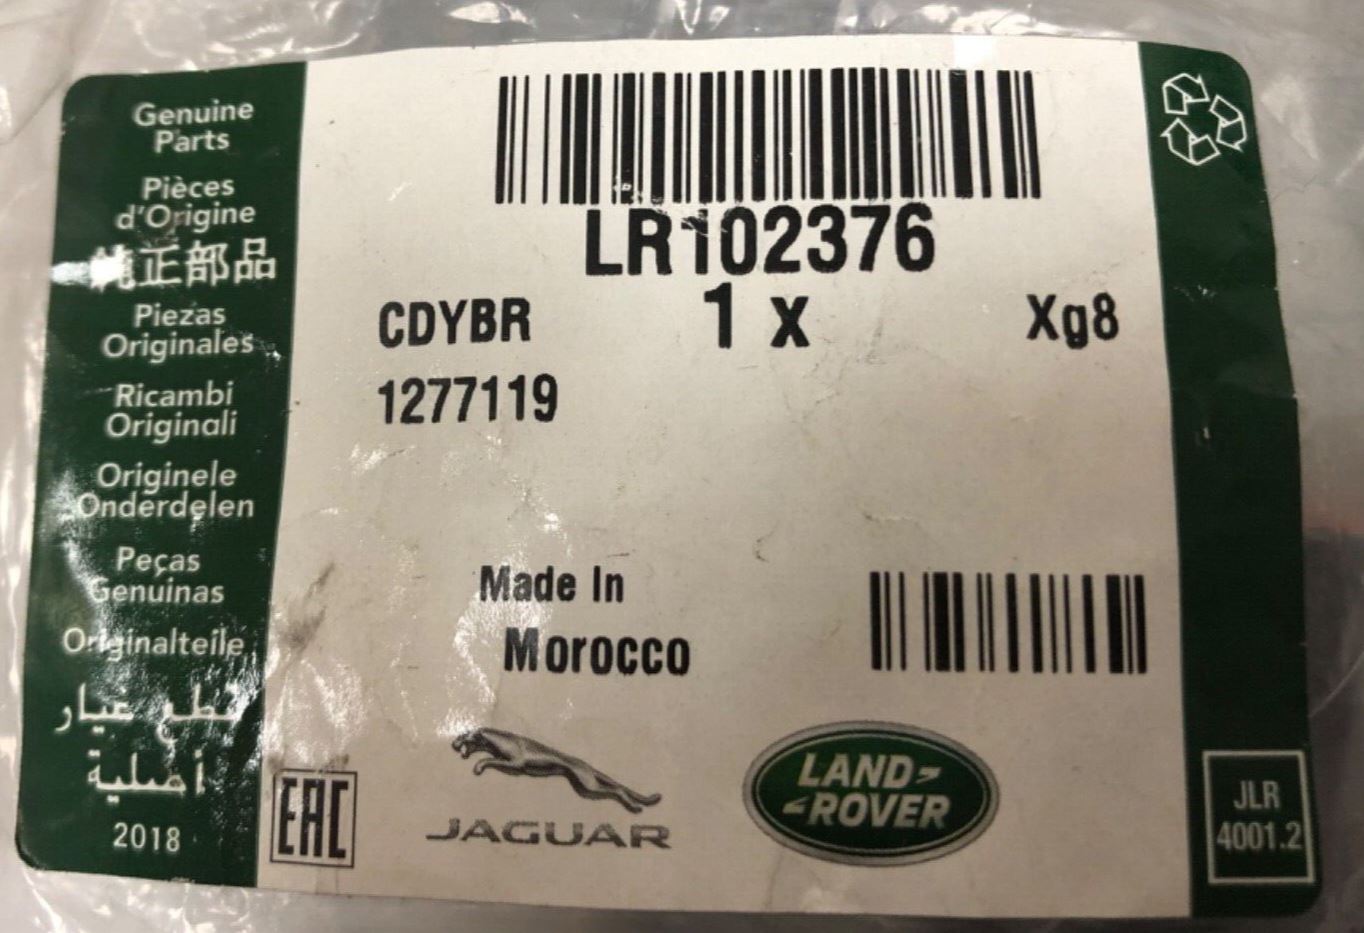 Genuine
Parts
Pièces
d'Origine
純正部品
Piezas
Originales
Ricambi
Originali
Originele
Onderdelen
Peças
Genuinas
Originalteile
قطع غيار
أصلية
2018
LR102376
CDYBR 1 x Xg8
1277119
Made In
Morocco
EAC
JAGUAR
LAND
ROVER
JLR
4001.2